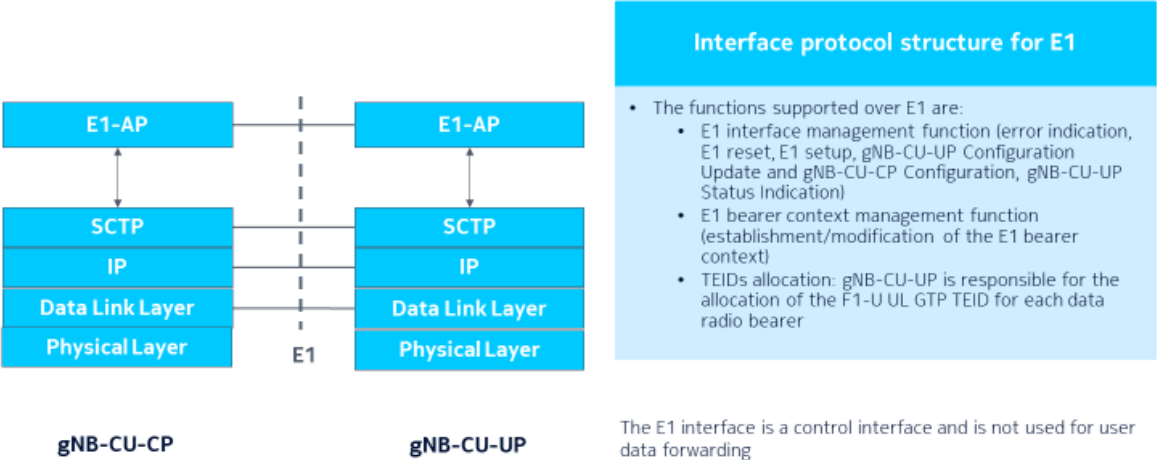 Interface protocol structure for E1
E1-AP
E1-AP
SCTP
SCTP
IP
IP
Data Link Layer
Data Link Layer
Physical Layer
Physical Layer
E1
gNB-CU-CP
gNB-CU-UP
• The functions supported over E1 are:
• E1 interface management function (error indication,
E1 reset, E1 setup, gNB-CU-UP Configuration
Update and gNB-CU-CP Configuration, gNB-CU-UP
Status Indication)
• E1 bearer context management function
(establishment/modification of the E1 bearer
context)
• TEIDs allocation: gNB-CU-UP is responsible for the
allocation of the F1-U UL GTP TEID for each data
radio bearer
The E1 interface is a control interface and is not used for user
data forwarding